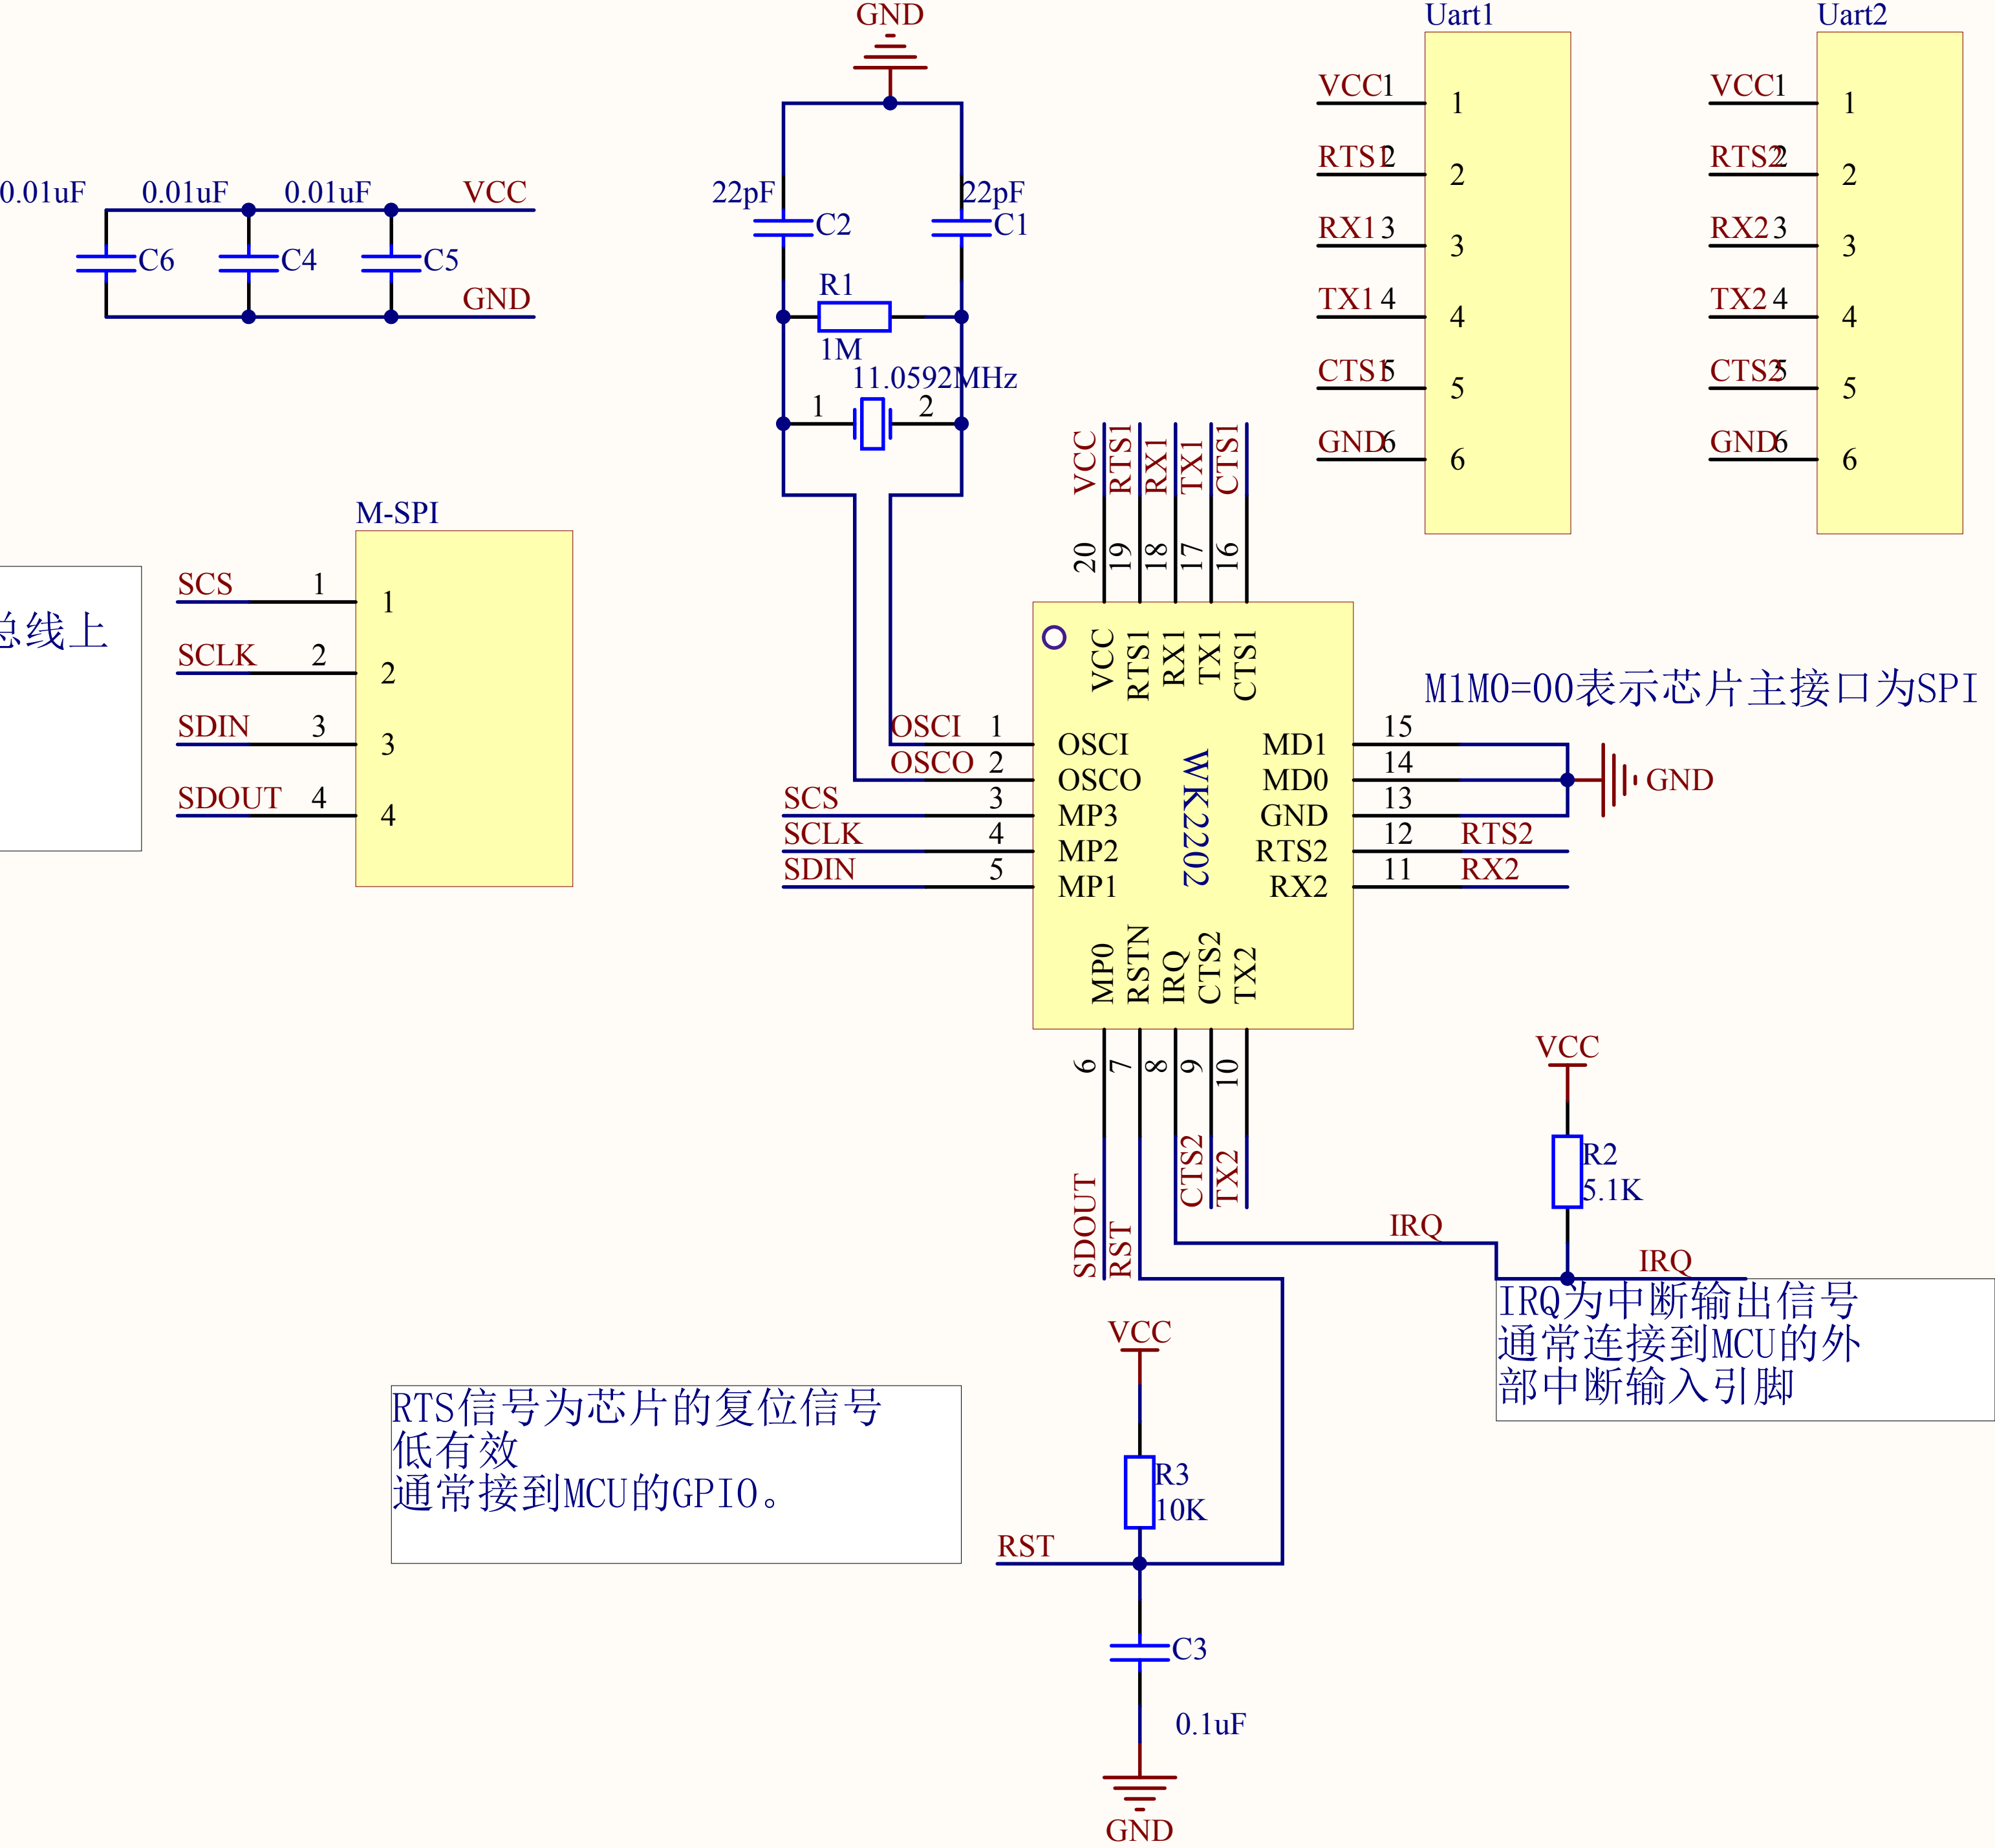 GND
Uart1
Uart2
VCC 1 1
RTS1 2 2
RX1 3 3
TX1 4 4
CTS1 5 5
GND 6 6
VCC 1 1
RTS2 2 2
RX2 3 3
TX2 4 4
CTS2 5 5
GND 6 6
0.01uF 0.01uF 0.01uF VCC
C6 C4 C5
GND
22pF 22pF
C2 C1
R1
1M
11.0592MHz
1 2
M-SPI
SCS 1 1
SCLK 2 2
SDIN 3 3
SDOUT 4 4
总线上
VCC RTS1 RX1 TX1 CTS1
20 19 18 17 16
VCC RTS1 RX1 TX1 CTS1
M1M0=00表示芯片主接口为SPI
OSCI 1 OSCI
OSCO 2 OSCO
SCS 3 MP3
SCLK 4 MP2
SDIN 5 MP1
WK2202
MD1 15
MD0 14
GND 13
RTS2 12 RTS2
RX2 11 RX2
GND
MP0 RSTN IRQ CTS2 TX2
6 7 8 9 10
SDOUT RST CTS2 TX2
IRQ
VCC
R2
5.1K
IRQ
IRQ为中断输出信号
通常连接到MCU的外
部中断输入引脚
RTS信号为芯片的复位信号
低有效
通常接到MCU的GPIO。
VCC
R3
10K
RST
C3
0.1uF
GND